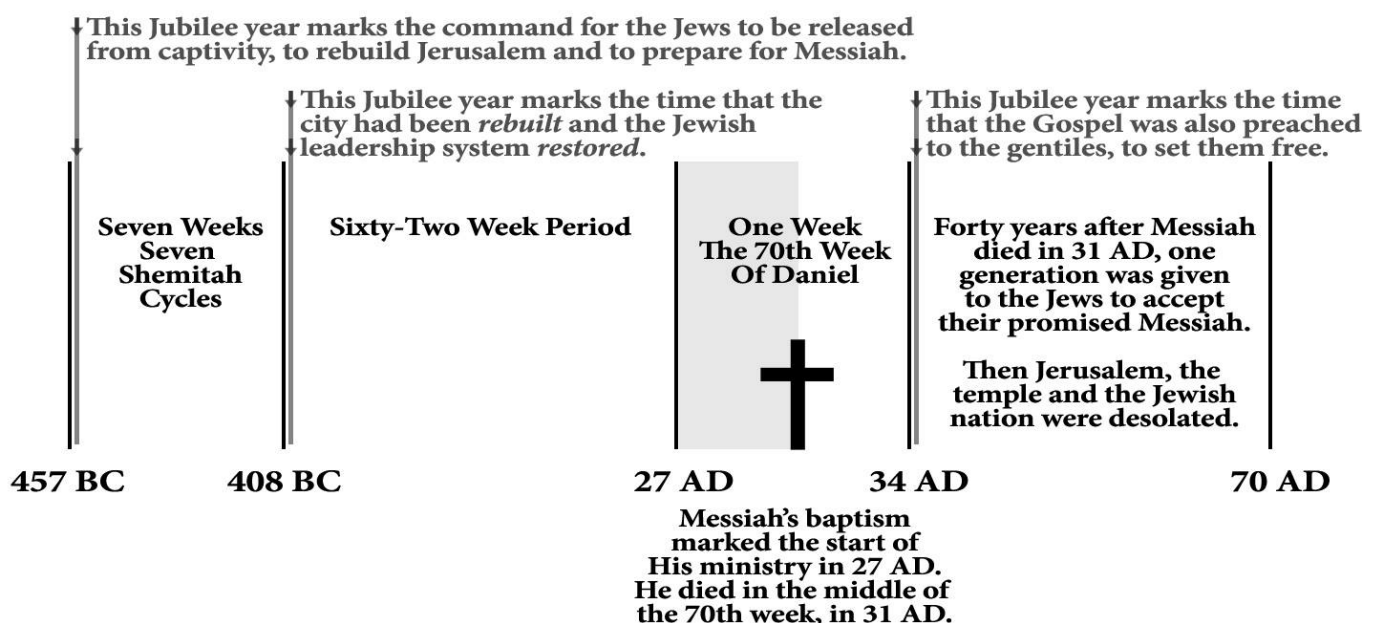 This Jubilee year marks the command for the Jews to be released
from captivity, to rebuild Jerusalem and to prepare for Messiah.
This Jubilee year marks the time that the
city had been rebuilt and the Jewish
leadership system restored.
This Jubilee year marks the time
that the Gospel was also preached
to the gentiles, to set them free.
Seven Weeks
Seven
Shemitah
Cycles
Sixty-Two Week Period
One Week
The 70th Week
Of Daniel
Forty years after Messiah
died in 31 AD, one
generation was given
to the Jews to accept
their promised Messiah.
Then Jerusalem, the
temple and the Jewish
nation were desolated.
457 BC
408 BC
27 AD
34 AD
70 AD
Messiah's baptism
marked the start of
His ministry in 27 AD.
He died in the middle of
the 70th week, in 31 AD.